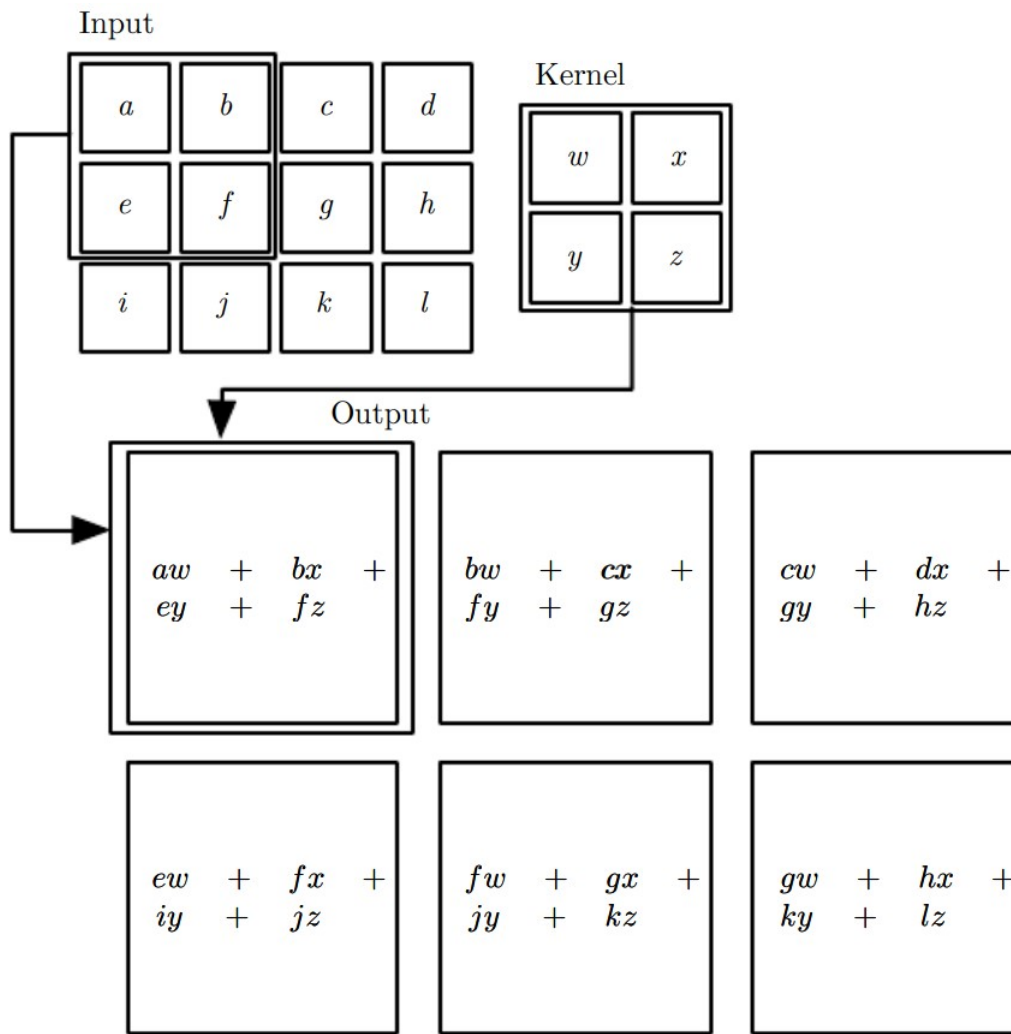 Input
a b c d
Kernel
w x
e f g h
y z
i j k l
Output
aw + bx + bw + cx + cw + dx +
ey + fz fy + gz gy + hz
ew + fx + fw + gx + gw + hx +
iy + jz jy + kz ky + lz